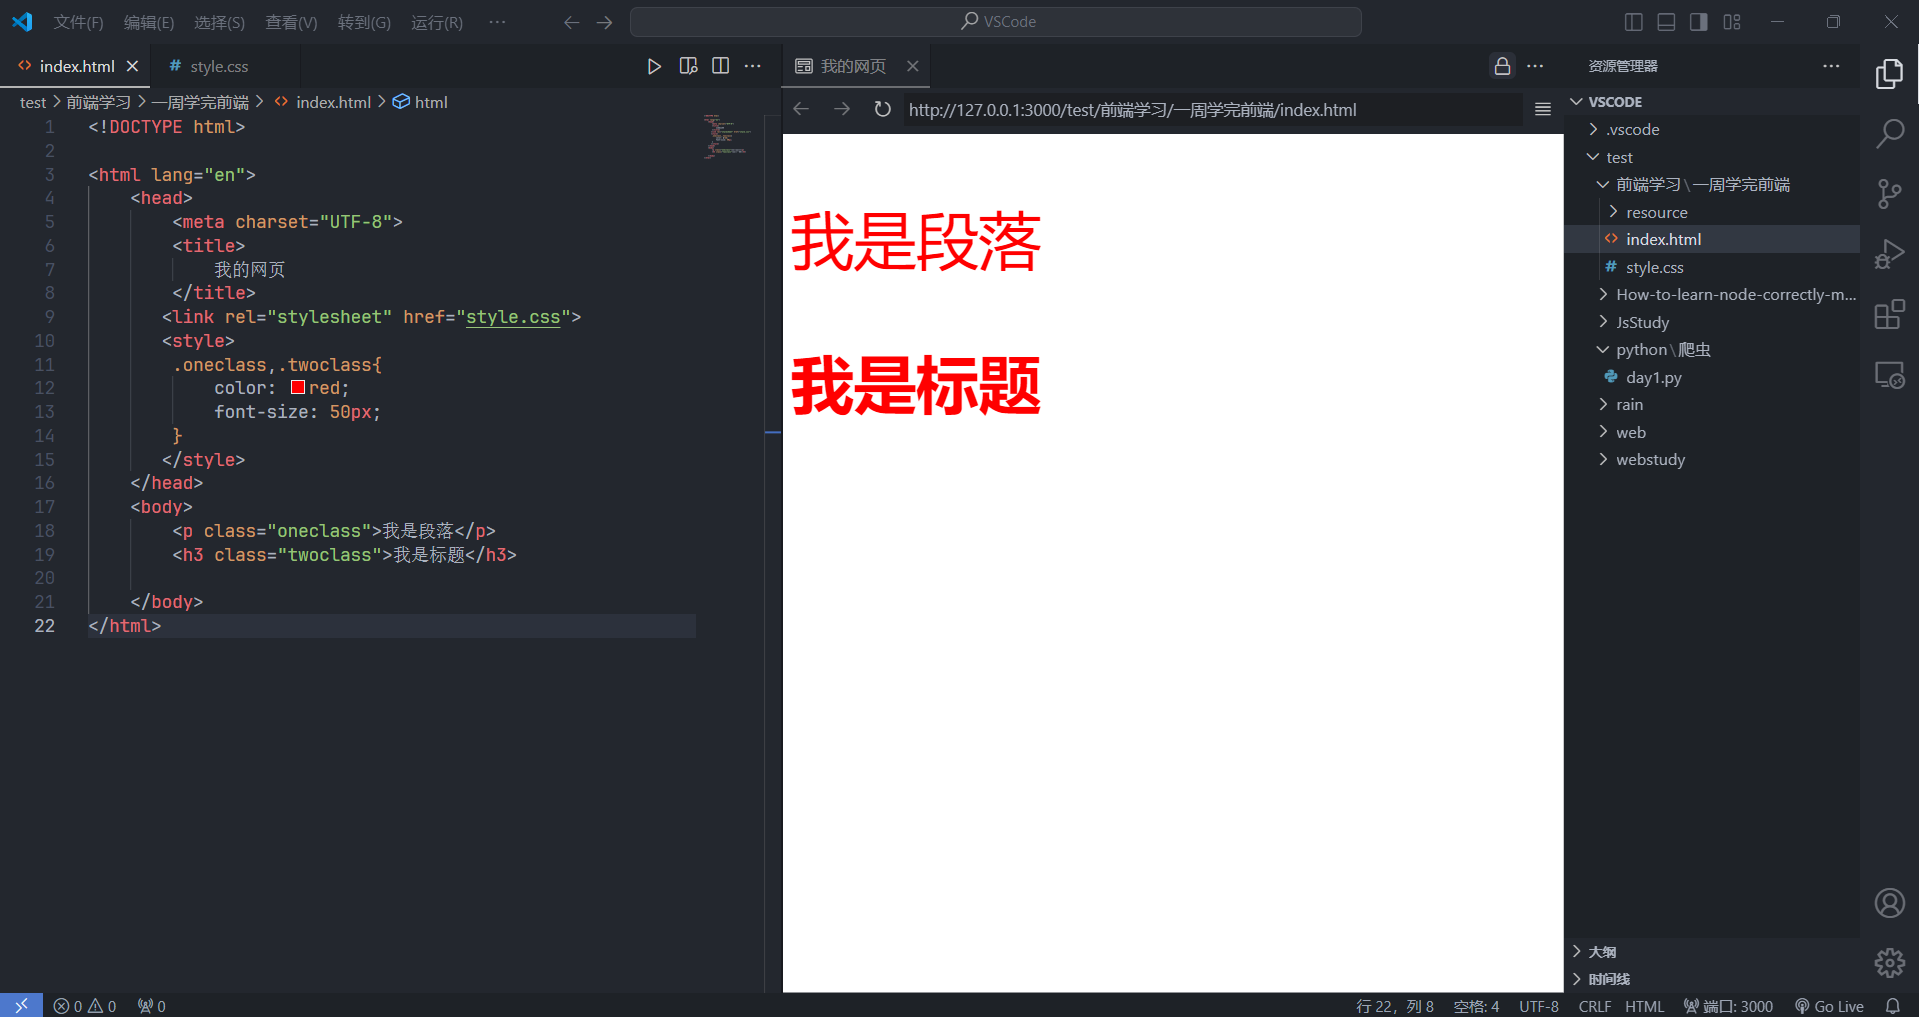 文件(F) 编辑(E) 选择(S) 查看(V) 转到(G) 运行(R) ··· VSCode
index.html # style.css
test > 前端学习 > 一周学完前端 > index.html > html
1 <!DOCTYPE html>
2
3 <html lang="en">
4 <head>
5 <meta charset="UTF-8">
6 <title>
7 我的网页
8 </title>
9 <link rel="stylesheet" href="style.css">
10 <style>
11 .oneclass,.twoclass{
12 color: red;
13 font-size: 50px;
14 }
15 </style>
16 </head>
17 <body>
18 <p class="oneclass">我是段落</p>
19 <h3 class="twoclass">我是标题</h3>
20
21 </body>
22 </html>
我的网页
http://127.0.0.1:3000/test/前端学习/一周学完前端/index.html
我是段落
我是标题
资源管理器
VSCODE
.vscode
test
前端学习\一周学完前端
resource
index.html
# style.css
How-to-learn-node-correctly-m...
JsStudy
python\爬虫
day1.py
rain
web
webstudy
大纲
时间线
0 0 0 行 22，列 8 空格: 4 UTF-8 CRLF HTML 端口: 3000 Go Live